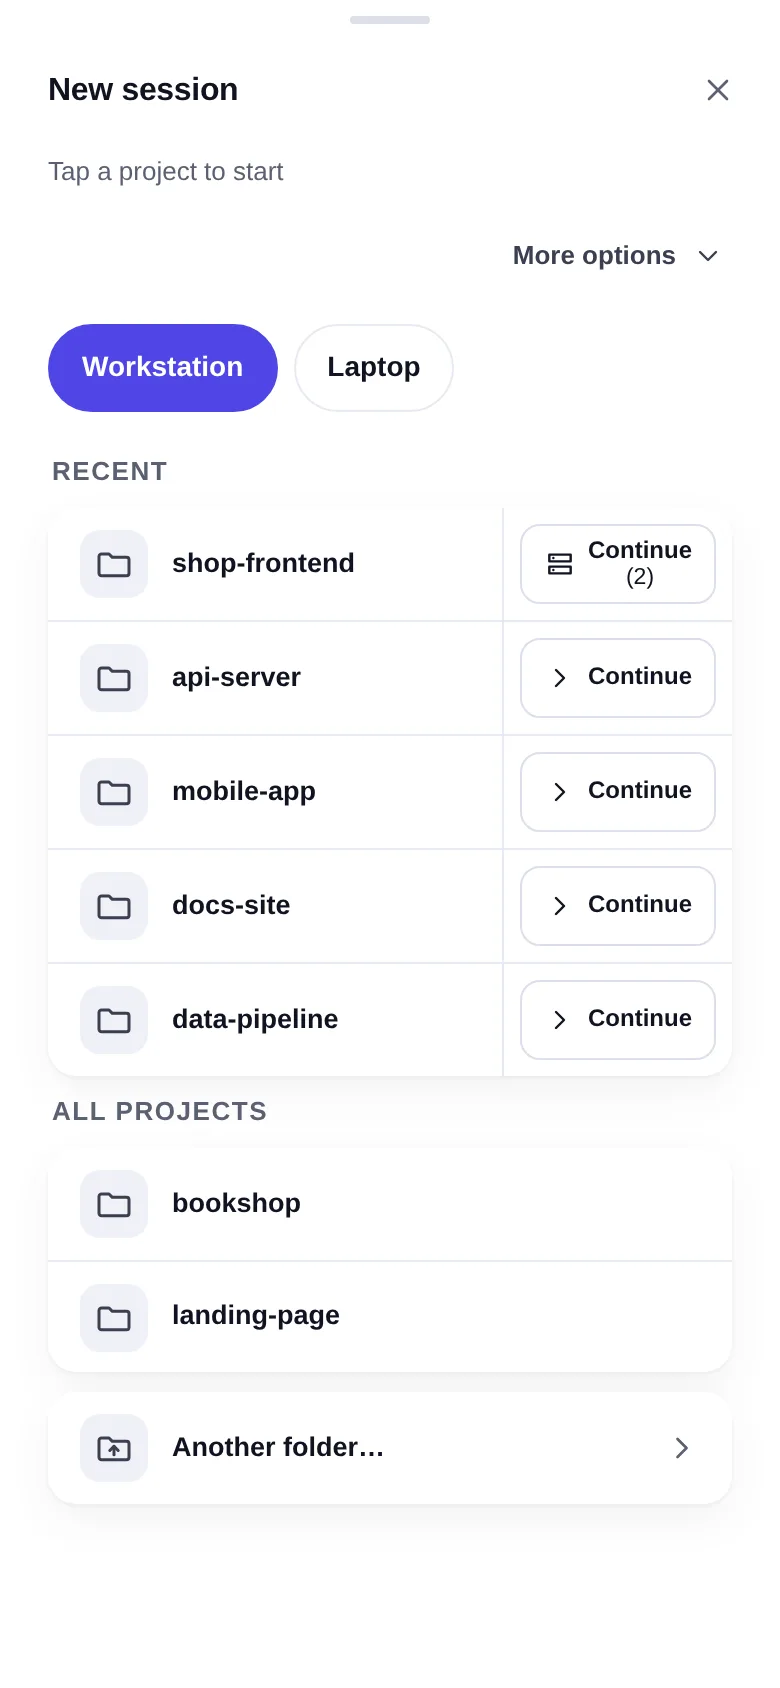 New session
Tap a project to start
More options
Workstation
Laptop
RECENT
shop-frontend
Continue
(2)
api-server
Continue
mobile-app
Continue
docs-site
Continue
data-pipeline
Continue
ALL PROJECTS
bookshop
landing-page
Another folder…